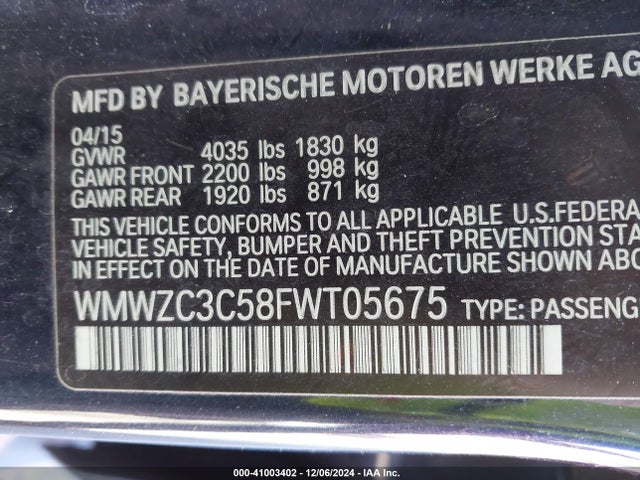 MFD BY BAYERISCHE MOTOREN WERKE AG
04/15
GVWR 4035 lbs 1830 kg
GAWR FRONT 2200 lbs 998 kg
GAWR REAR 1920 lbs 871 kg
THIS VEHICLE CONFORMS TO ALL APPLICABLE U.S.FEDERA
VEHICLE SAFETY, BUMPER AND THEFT PREVENTION STA
IN EFFECT ON THE DATE OF MANUFACTURE SHOWN ABO
WMWZC3C58FWT05675 TYPE: PASSENG
000-41003402 - 12/06/2024 - IAA Inc.